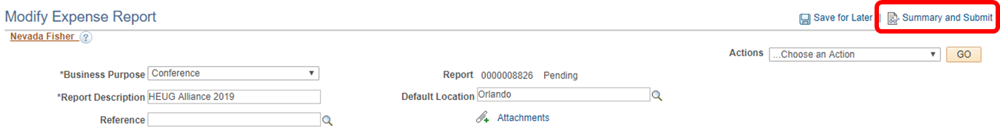 Modify Expense Report
Save for Later | Summary and Submit
Nevada Fisher ?
Actions ...Choose an Action GO
*Business Purpose Conference
Report 0000008826 Pending
*Report Description HEUG Alliance 2019
Default Location Orlando
Reference
Attachments